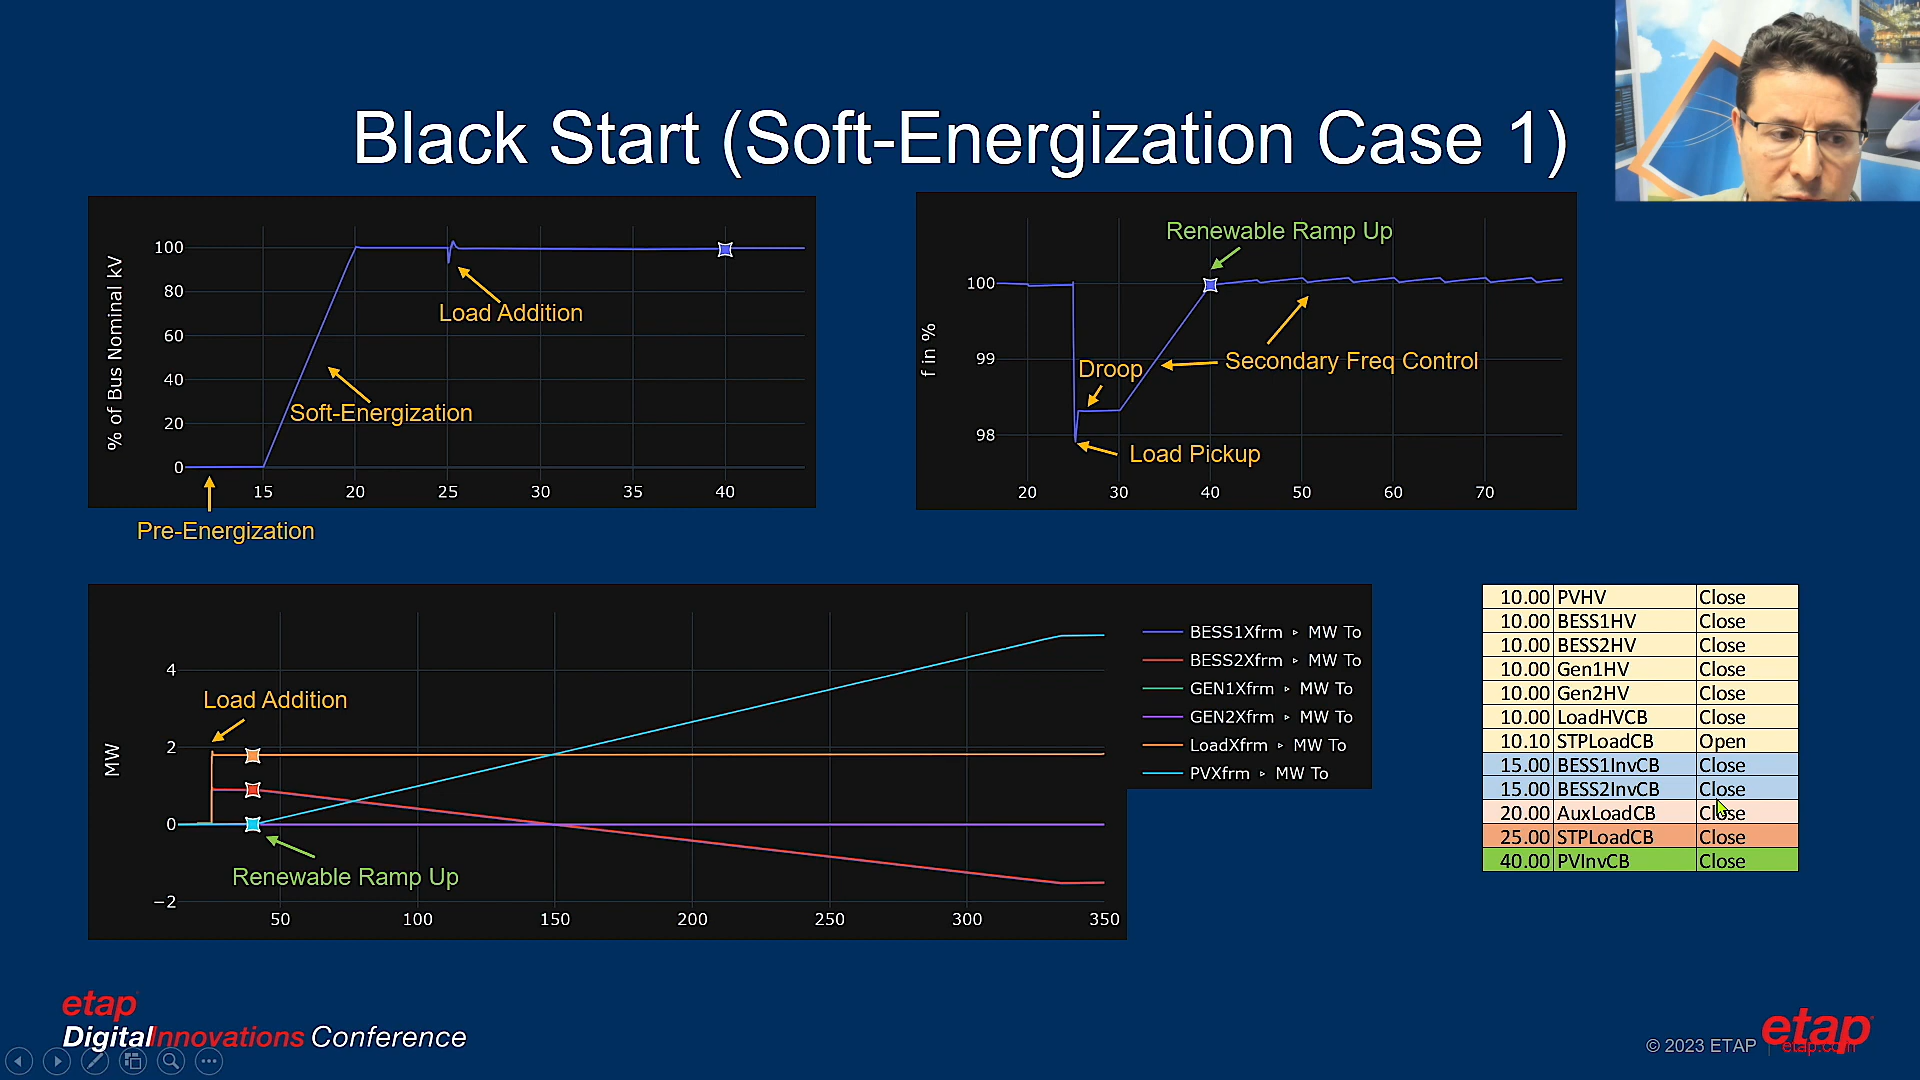 Black Start (Soft-Energization Case 1)
% of Bus Nominal kV
100
80
60
40
20
0
15 20 25 30 35 40
Load Addition
Soft-Energization
Pre-Energization
f in %
100
99
98
20 30 40 50 60 70
Renewable Ramp Up
Droop
Secondary Freq Control
Load Pickup
MW
4
2
0
−2
50 100 150 200 250 300 350
Load Addition
Renewable Ramp Up
BESS1Xfrm ▹ MW To
BESS2Xfrm ▹ MW To
GEN1Xfrm ▹ MW To
GEN2Xfrm ▹ MW To
LoadXfrm ▹ MW To
PVXfrm ▹ MW To
10.00 PVHV Close
10.00 BESS1HV Close
10.00 BESS2HV Close
10.00 Gen1HV Close
10.00 Gen2HV Close
10.00 LoadHVCB Close
10.10 STPLoadCB Open
15.00 BESS1InvCB Close
15.00 BESS2InvCB Close
20.00 AuxLoadCB Close
25.00 STPLoadCB Close
40.00 PVInvCB Close
etap
DigitalInnovations Conference
© 2023 ETAP | etap.com
etap